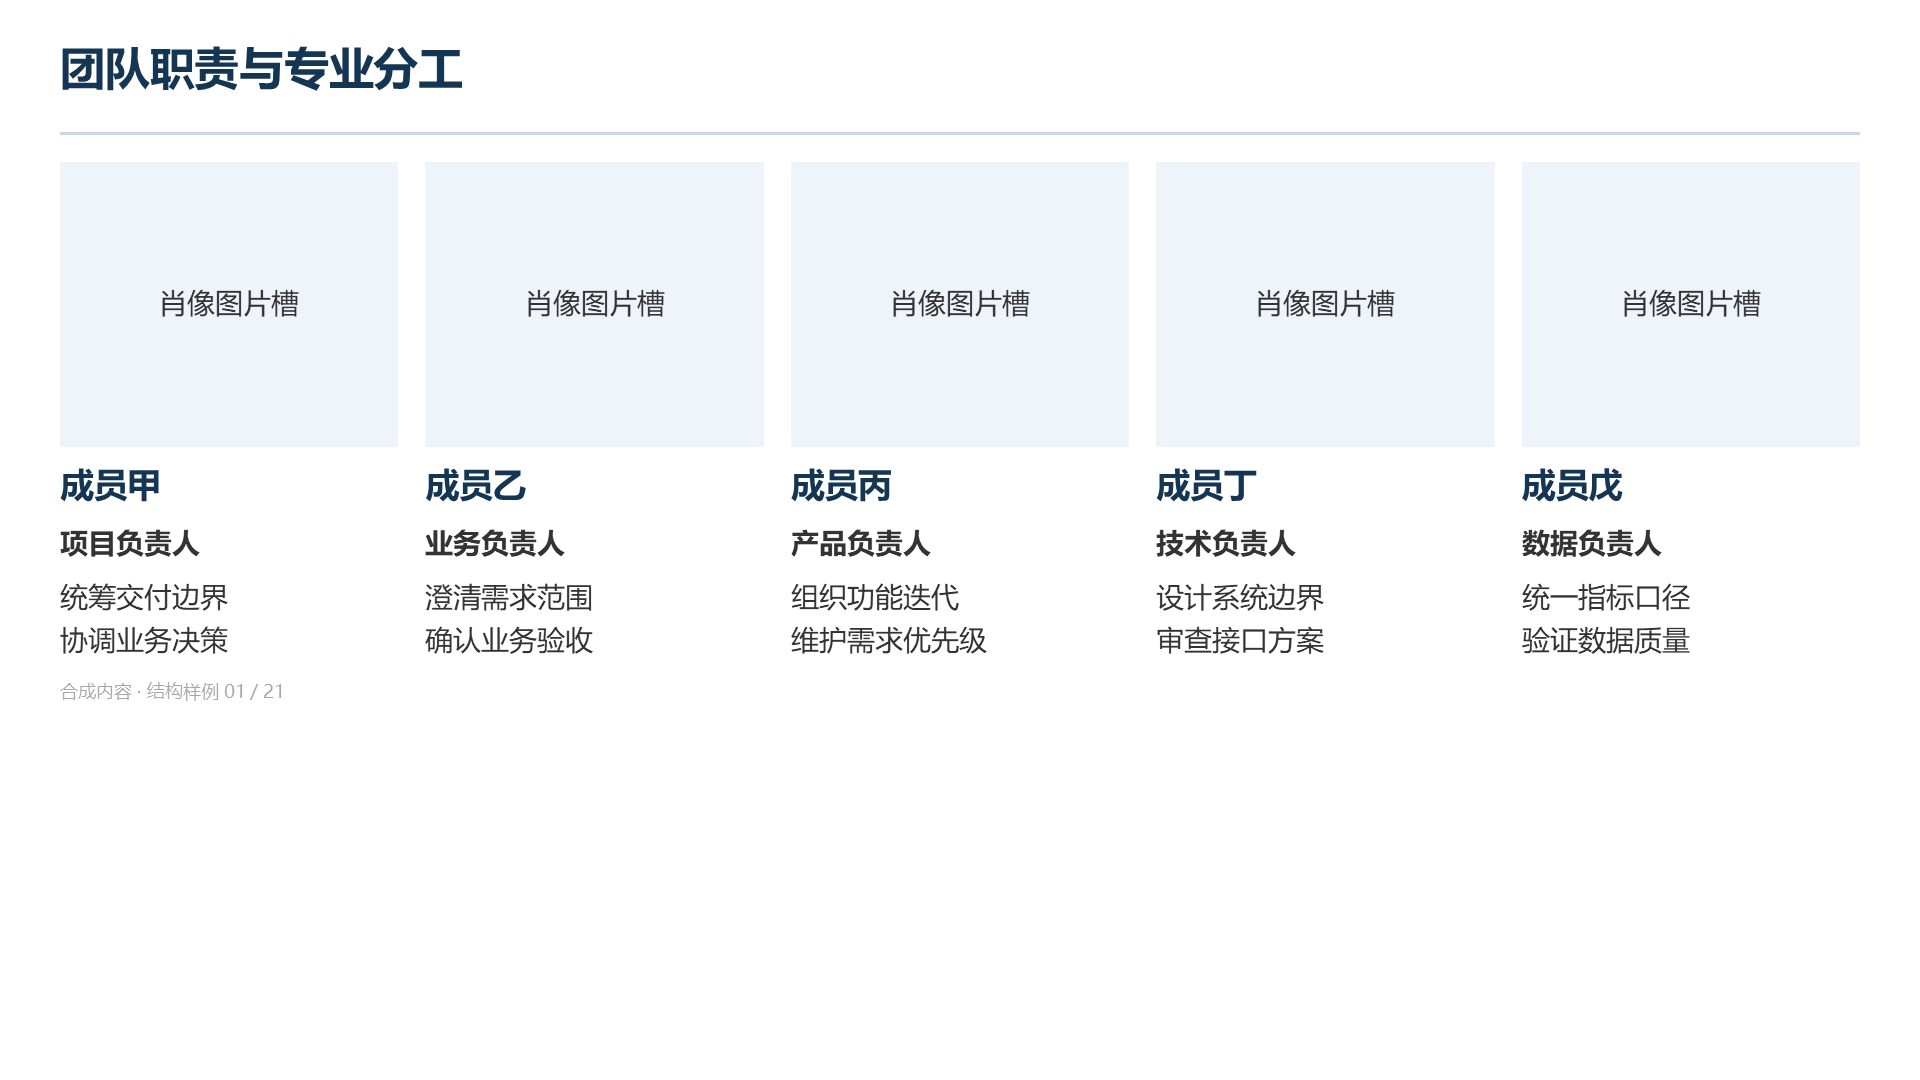 团队职责与专业分工
肖像图片槽
肖像图片槽
肖像图片槽
肖像图片槽
肖像图片槽
成员甲
项目负责人
统筹交付边界
协调业务决策
成员乙
业务负责人
澄清需求范围
确认业务验收
成员丙
产品负责人
组织功能迭代
维护需求优先级
成员丁
技术负责人
设计系统边界
审查接口方案
成员戊
数据负责人
统一指标口径
验证数据质量
合成内容 · 结构样例 01 / 21